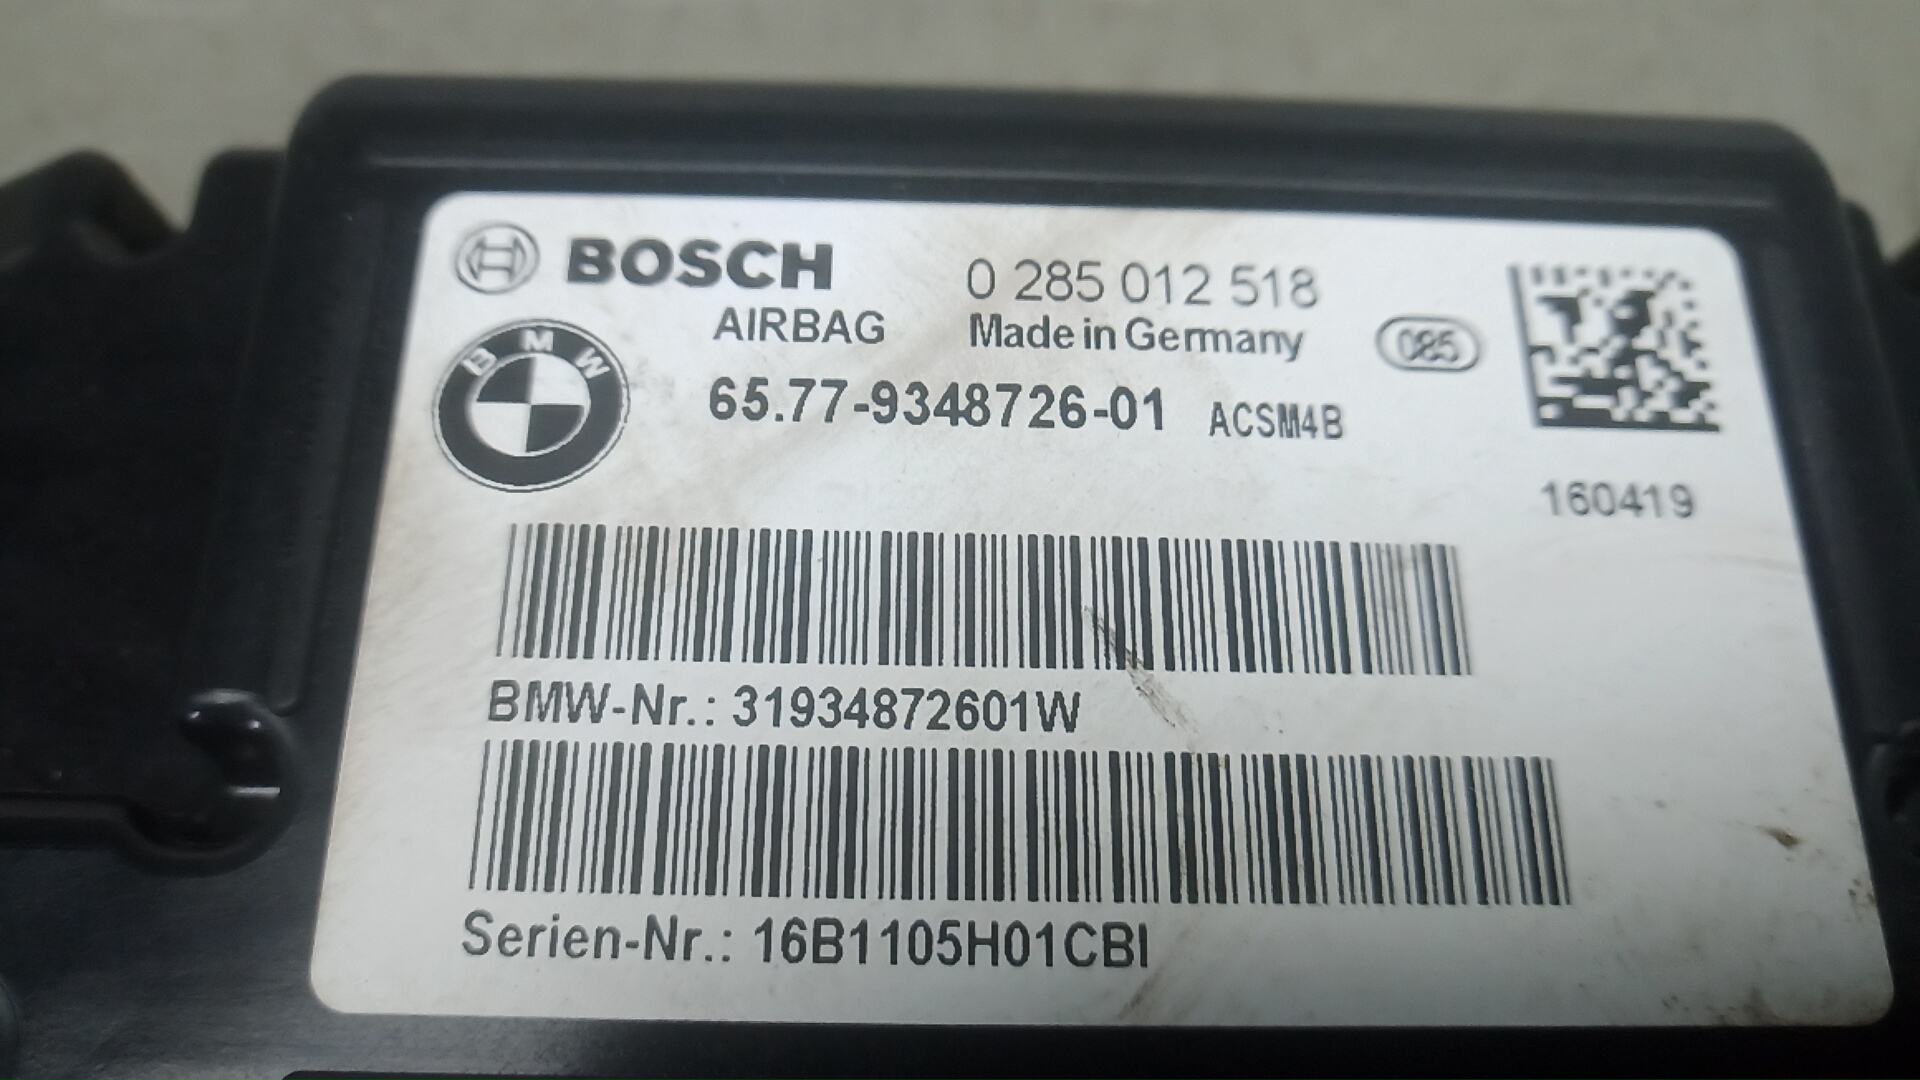 BOSCH 0 285 012 518
AIRBAG Made in Germany 085
BMW
65.77-9348726-01 ACSM4B
160419
BMW-Nr.: 31934872601W
Serien-Nr.: 16B1105H01CBI